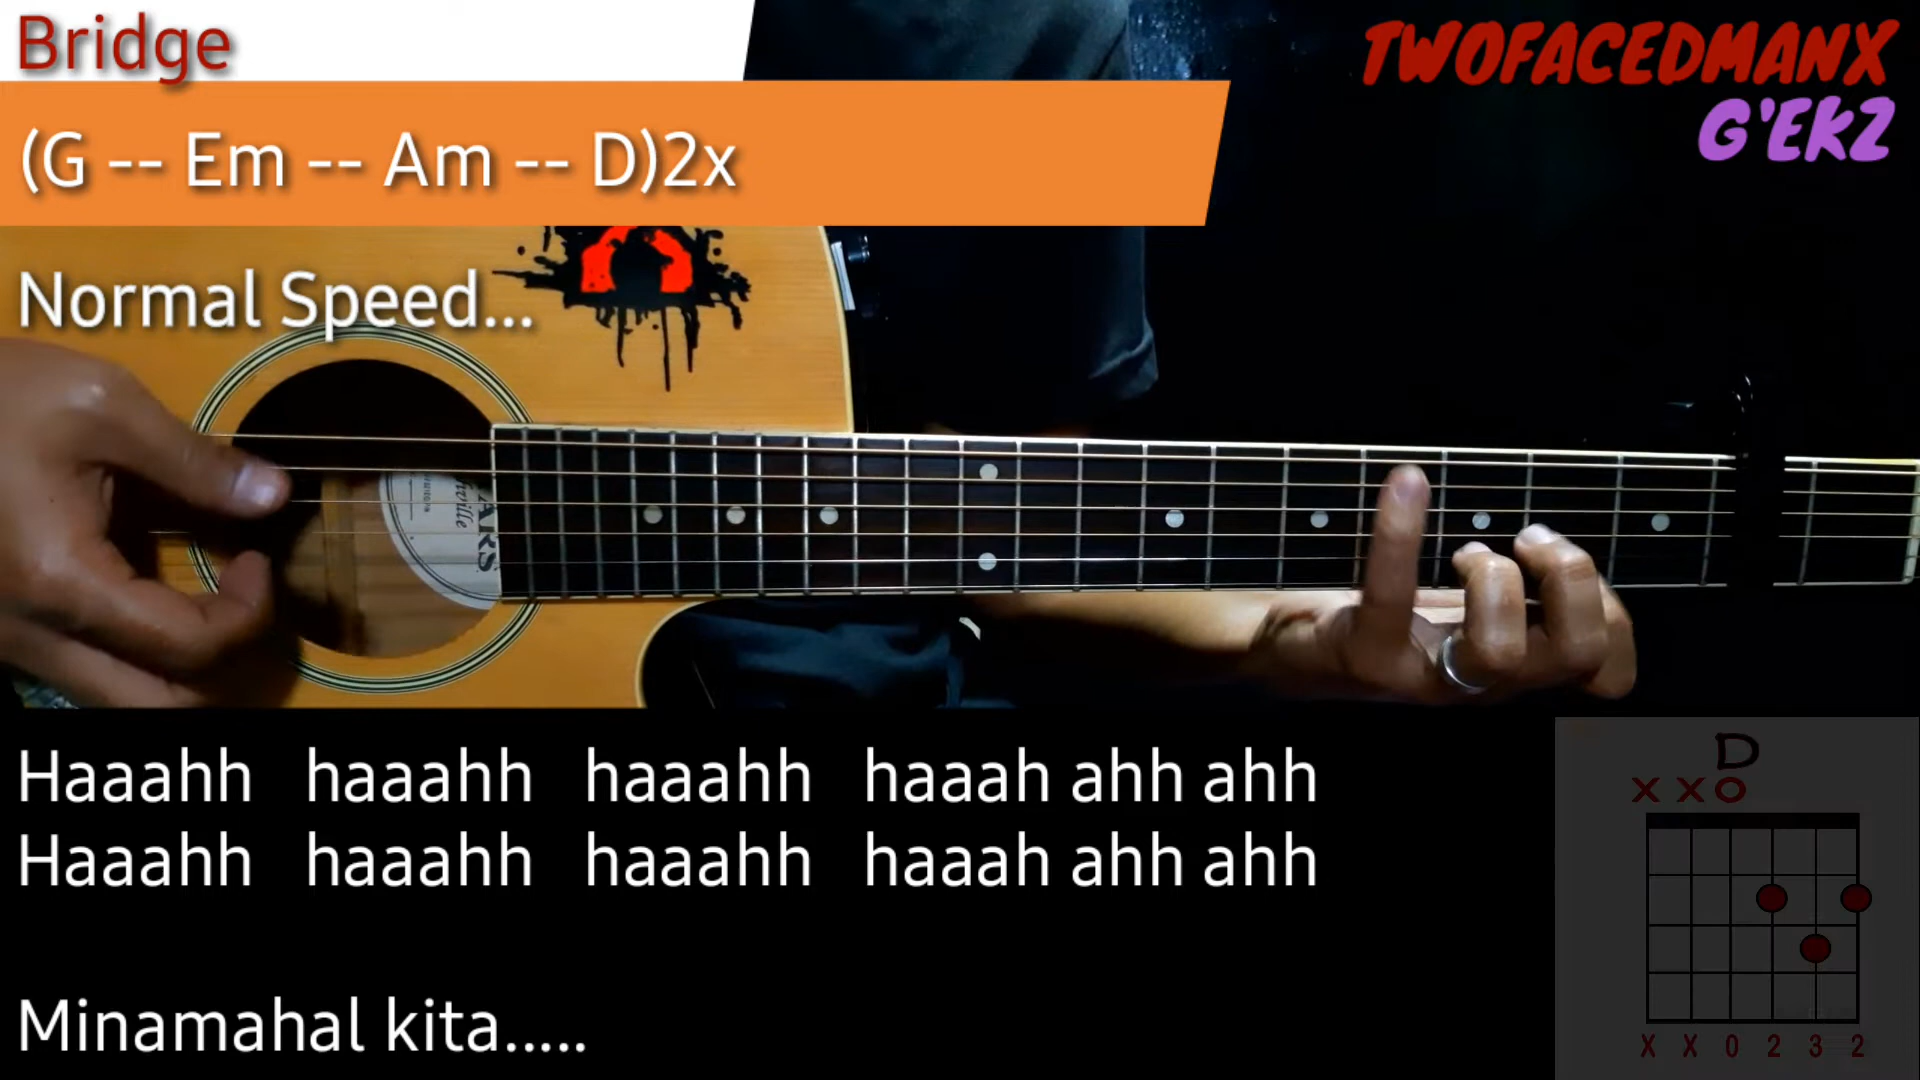 Bridge
TWOFACEDMANX
G'EKZ
(G -- Em -- Am -- D)2x
Normal Speed...
Haaahh haaahh haaahh haaah ahh ahh
Haaahh haaahh haaahh haaah ahh ahh
Minamahal kita.....
D
X X O
X X 0 2 3 2